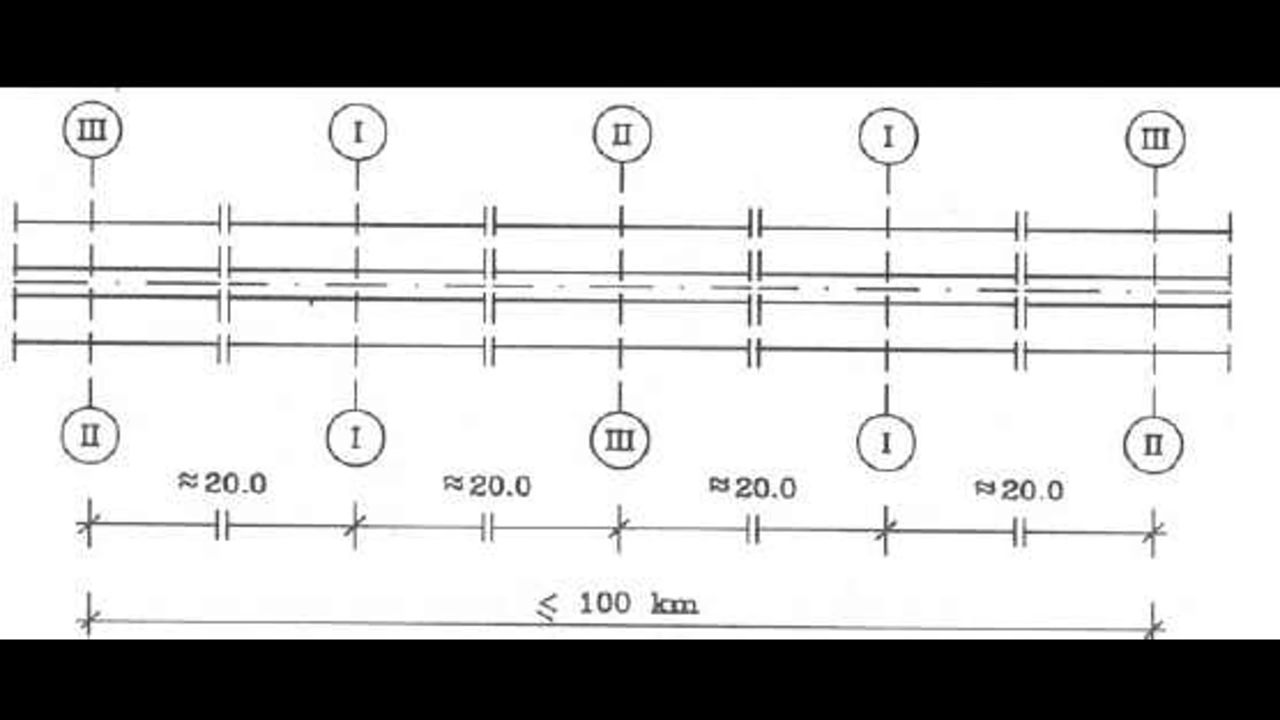 III I II I III
II I III I II
≈20.0 ≈20.0 ≈20.0 ≈20.0
≤ 100 km